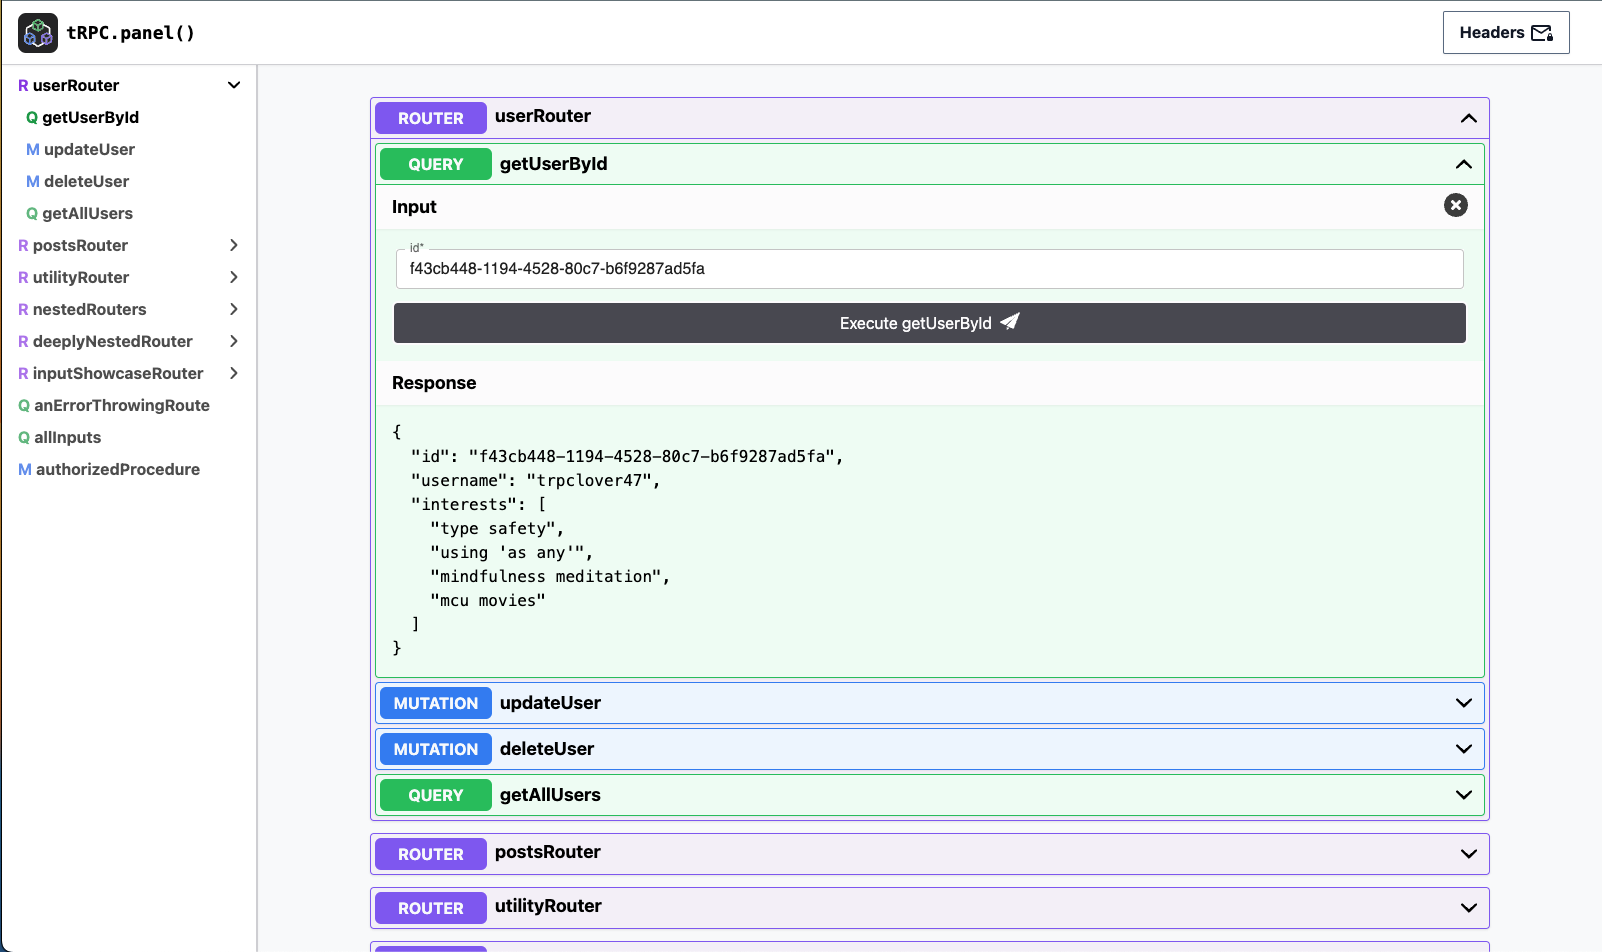 tRPC.panel()
Headers
R userRouter
Q getUserById
M updateUser
M deleteUser
Q getAllUsers
R postsRouter
R utilityRouter
R nestedRouters
R deeplyNestedRouter
R inputShowcaseRouter
Q anErrorThrowingRoute
Q allInputs
M authorizedProcedure
ROUTER userRouter
QUERY getUserById
Input
id*
f43cb448-1194-4528-80c7-b6f9287ad5fa
Execute getUserById
Response
{
  "id": "f43cb448-1194-4528-80c7-b6f9287ad5fa",
  "username": "trpclover47",
  "interests": [
    "type safety",
    "using 'as any'",
    "mindfulness meditation",
    "mcu movies"
  ]
}
MUTATION updateUser
MUTATION deleteUser
QUERY getAllUsers
ROUTER postsRouter
ROUTER utilityRouter